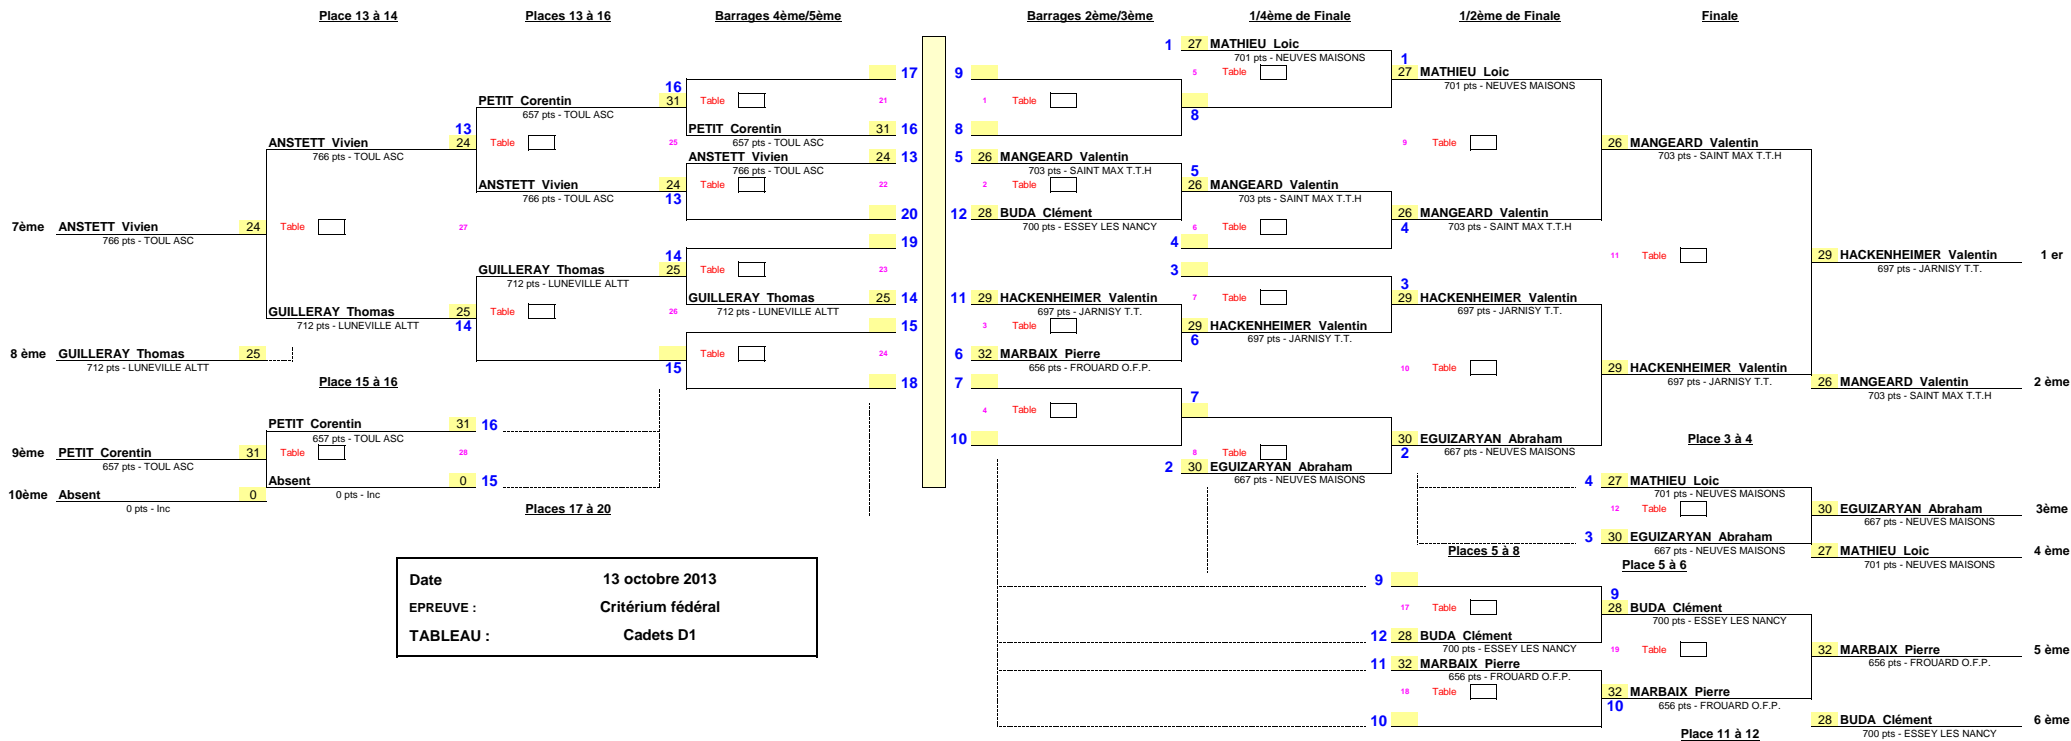 Place 13 à 14 Places 13 à 16 Barrages 4ème/5ème Barrages 2ème/3ème 1/4ème de Finale 1/2ème de Finale Finale
1 27 MATHIEU Loic
701 pts - NEUVES MAISONS 1
17 9 5 Table 27 MATHIEU Loic
16 701 pts - NEUVES MAISONS
PETIT Corentin 31 Table 21 1 Table
657 pts - TOUL ASC 8
13 PETIT Corentin 31 16 8
ANSTETT Vivien 24 Table 25 657 pts - TOUL ASC 9 Table 26 MANGEARD Valentin
766 pts - TOUL ASC ANSTETT Vivien 24 13 5 26 MANGEARD Valentin 703 pts - SAINT MAX T.T.H
766 pts - TOUL ASC 703 pts - SAINT MAX T.T.H 5
ANSTETT Vivien 24 Table 22 2 Table 26 MANGEARD Valentin
766 pts - TOUL ASC 13 703 pts - SAINT MAX T.T.H
20 12 28 BUDA Clément 26 MANGEARD Valentin
7ème ANSTETT Vivien 24 Table 27 700 pts - ESSEY LES NANCY 6 Table 4 703 pts - SAINT MAX T.T.H
766 pts - TOUL ASC 19 4
14 11 Table 29 HACKENHEIMER Valentin 1 er
GUILLERAY Thomas 25 Table 23 3 697 pts - JARNISY T.T.
712 pts - LUNEVILLE ALTT 3
GUILLERAY Thomas 25 14 11 29 HACKENHEIMER Valentin 7 Table 29 HACKENHEIMER Valentin
GUILLERAY Thomas 25 Table 26 712 pts - LUNEVILLE ALTT 697 pts - JARNISY T.T. 697 pts - JARNISY T.T.
712 pts - LUNEVILLE ALTT 14 15 3 Table 29 HACKENHEIMER Valentin
6 697 pts - JARNISY T.T.
8 ème GUILLERAY Thomas 25 Table 24 6 32 MARBAIX Pierre
712 pts - LUNEVILLE ALTT 15 656 pts - FROUARD O.F.P. 10 Table 29 HACKENHEIMER Valentin
Place 15 à 16 18 7 697 pts - JARNISY T.T. 26 MANGEARD Valentin 2 ème
7 703 pts - SAINT MAX T.T.H
4 Table
PETIT Corentin 31 16
657 pts - TOUL ASC 10 30 EGUIZARYAN Abraham Place 3 à 4
9ème PETIT Corentin 31 Table 28 8 Table 2 667 pts - NEUVES MAISONS
657 pts - TOUL ASC 2 30 EGUIZARYAN Abraham
Absent 0 15 667 pts - NEUVES MAISONS 4 27 MATHIEU Loic
10ème Absent 0 0 pts - Inc 701 pts - NEUVES MAISONS
0 pts - Inc Places 17 à 20 12 Table 30 EGUIZARYAN Abraham 3ème
667 pts - NEUVES MAISONS
3 30 EGUIZARYAN Abraham
Places 5 à 8 667 pts - NEUVES MAISONS 27 MATHIEU Loic 4 ème
Place 5 à 6 701 pts - NEUVES MAISONS
Date 13 octobre 2013
EPREUVE : Critérium fédéral
TABLEAU : Cadets D1
9 9
17 Table 28 BUDA Clément
700 pts - ESSEY LES NANCY
12 28 BUDA Clément
700 pts - ESSEY LES NANCY 19 Table 32 MARBAIX Pierre 5 ème
11 32 MARBAIX Pierre 656 pts - FROUARD O.F.P.
656 pts - FROUARD O.F.P.
18 Table 32 MARBAIX Pierre
10 656 pts - FROUARD O.F.P.
10 28 BUDA Clément 6 ème
Place 11 à 12 700 pts - ESSEY LES NANCY